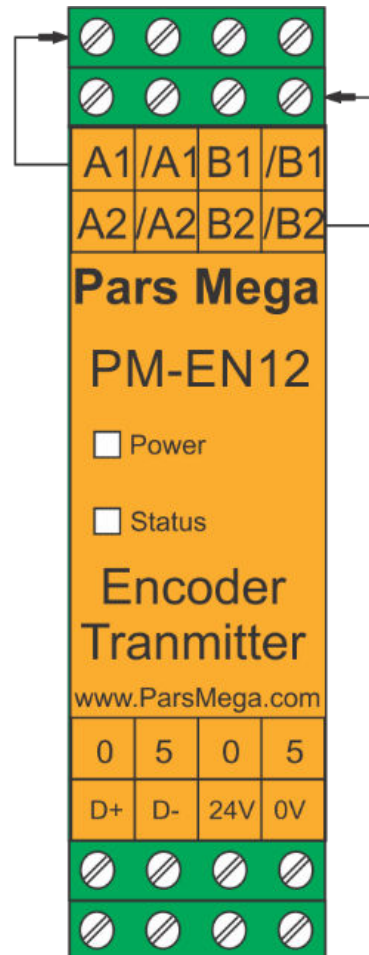 A1 /A1 B1 /B1
A2 /A2 B2 /B2
Pars Mega
PM-EN12
Power
Status
Encoder
Tranmitter
www.ParsMega.com
0 5 0 5
D+ D- 24V 0V